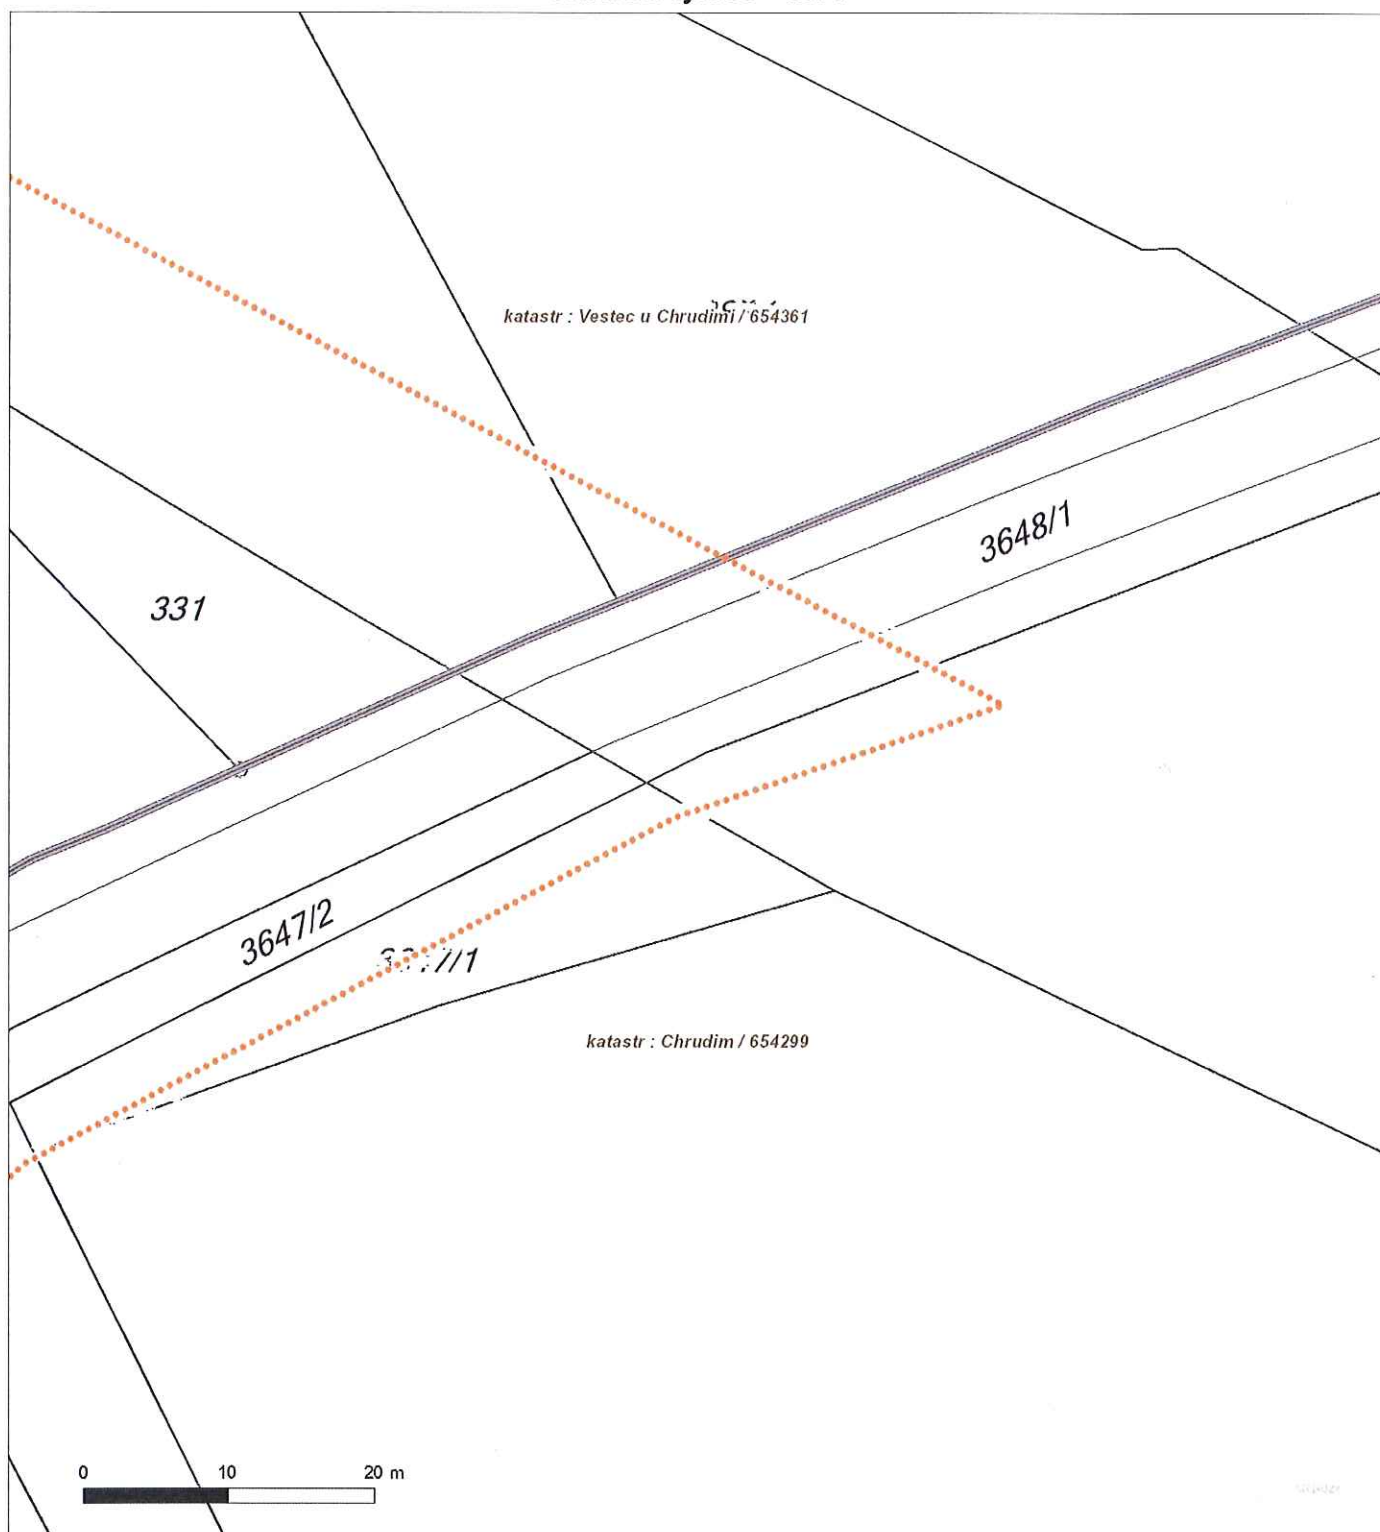 katastr : Vestec u Chrudimi / 654361
3648/1
331
3647/2
katastr : Chrudim / 654299
0 10 20 m